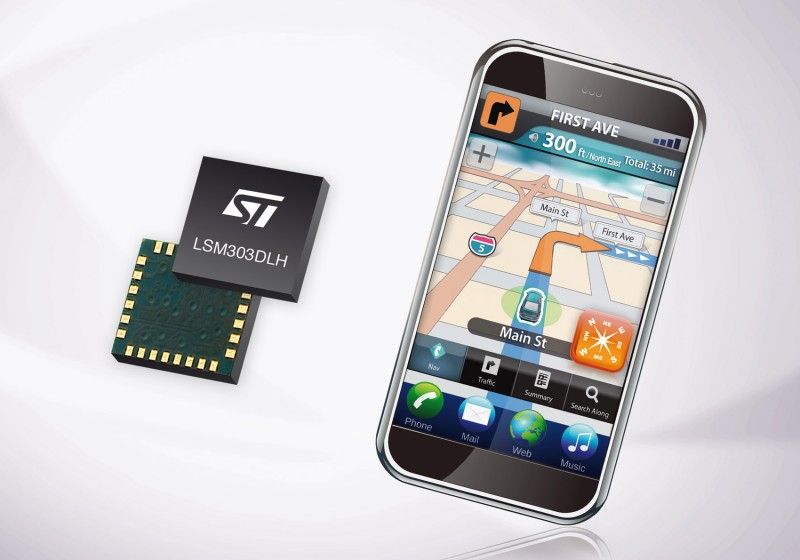 ST
LSM303DLH
FIRST AVE
300 ft / North East Total: 35 mi
+
−
Main St
First Ave
5
Main St
Nav
Traffic
Summary
Search Along
Phone
Mail
Web
Music